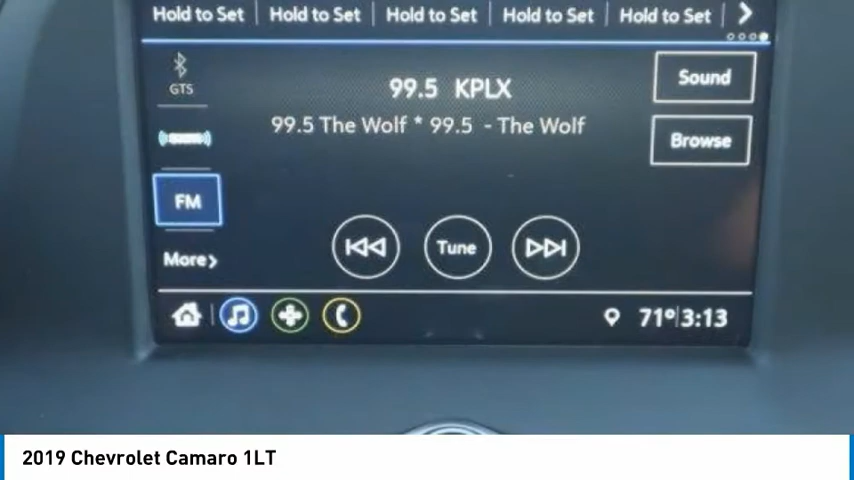 Hold to Set Hold to Set Hold to Set Hold to Set Hold to Set
GTS
99.5 KPLX
Sound
99.5 The Wolf * 99.5 - The Wolf
Browse
FM
Tune
More
71° 3:13
2019 Chevrolet Camaro 1LT